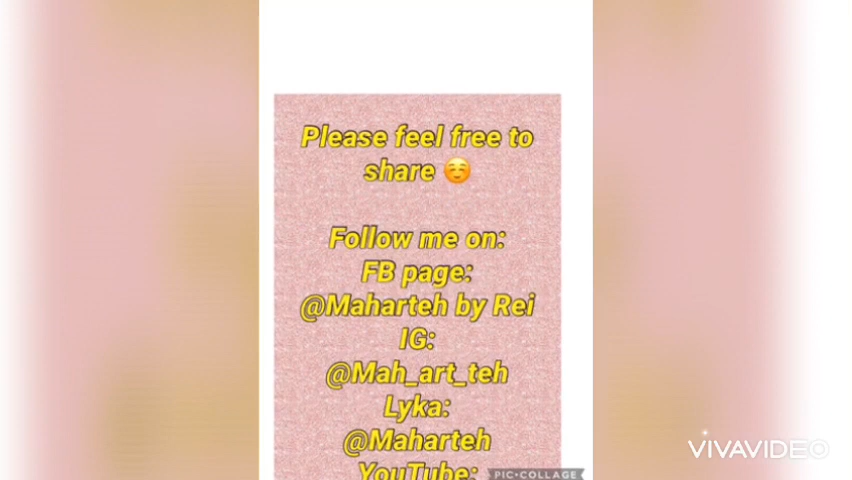 Please feel free to
share ☺️
Follow me on:
FB page:
@Maharteh by Rei
IG:
@Mah_art_teh
Lyka:
@Maharteh
YouTube:
PIC•COLLAGE
VIVAVIDEO